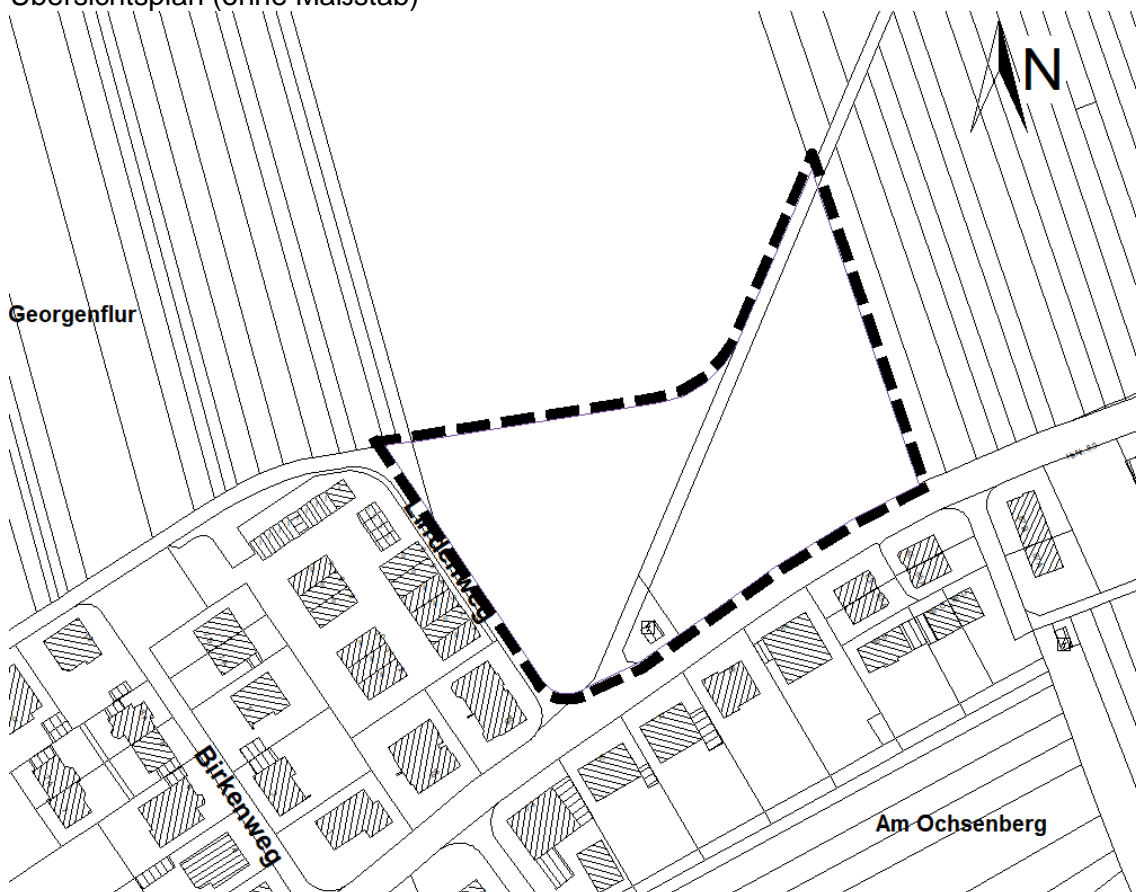 Übersichtsplan (ohne Maßstab)
N
Georgenflur
Lindenweg
Birkenweg
Am Ochsenberg